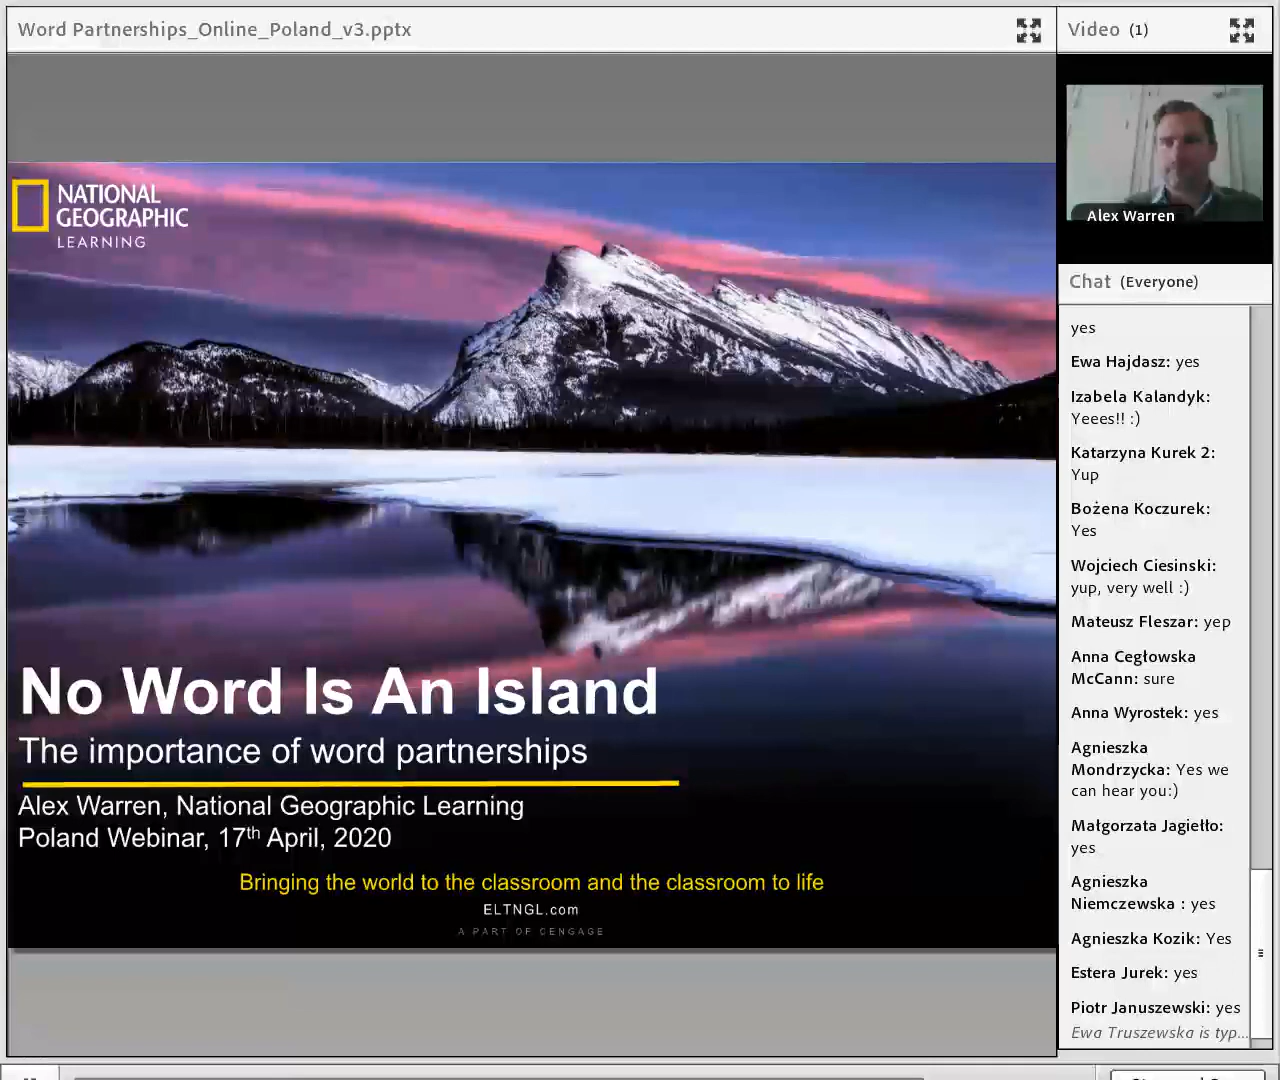 Word Partnerships_Online_Poland_v3.pptx
NATIONAL
GEOGRAPHIC
LEARNING
No Word Is An Island
The importance of word partnerships
Alex Warren, National Geographic Learning
Poland Webinar, 17th April, 2020
Bringing the world to the classroom and the classroom to life
ELTNGL.com
A PART OF CENGAGE
Video (1)
Alex Warren
Chat (Everyone)
yes
Ewa Hajdasz: yes
Izabela Kalandyk:
Yeees!! :)
Katarzyna Kurek 2:
Yup
Bożena Koczurek:
Yes
Wojciech Ciesinski:
yup, very well :)
Mateusz Fleszar: yep
Anna Cegłowska
McCann: sure
Anna Wyrostek: yes
Agnieszka
Mondrzycka: Yes we
can hear you:)
Małgorzata Jagiełło:
yes
Agnieszka
Niemczewska : yes
Agnieszka Kozik: Yes
Estera Jurek: yes
Piotr Januszewski: yes
Ewa Truszewska is typ...